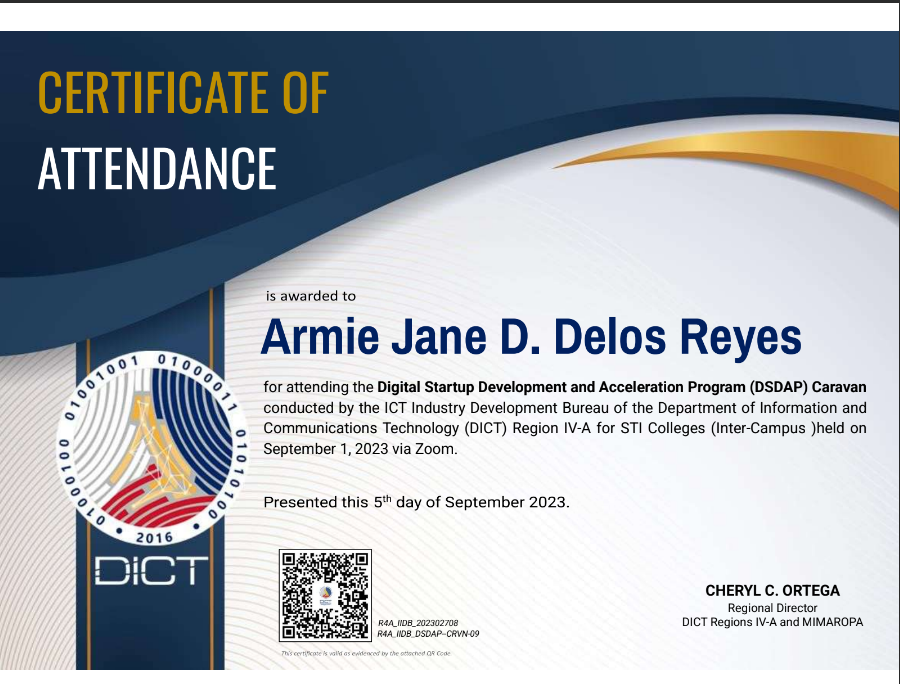 CERTIFICATE OF
ATTENDANCE
is awarded to
Armie Jane D. Delos Reyes
for attending the Digital Startup Development and Acceleration Program (DSDAP) Caravan
conducted by the ICT Industry Development Bureau of the Department of Information and
Communications Technology (DICT) Region IV-A for STI Colleges (Inter-Campus )held on
September 1, 2023 via Zoom.
Presented this 5th day of September 2023.
01001001 01000011 01010100 01000100
• 2016 •
DICT
R4A_IIDB_202302708
R4A_IIDB_DSDAP–CRVN-09
This certificate is valid as evidenced by the attached QR Code
CHERYL C. ORTEGA
Regional Director
DICT Regions IV-A and MIMAROPA